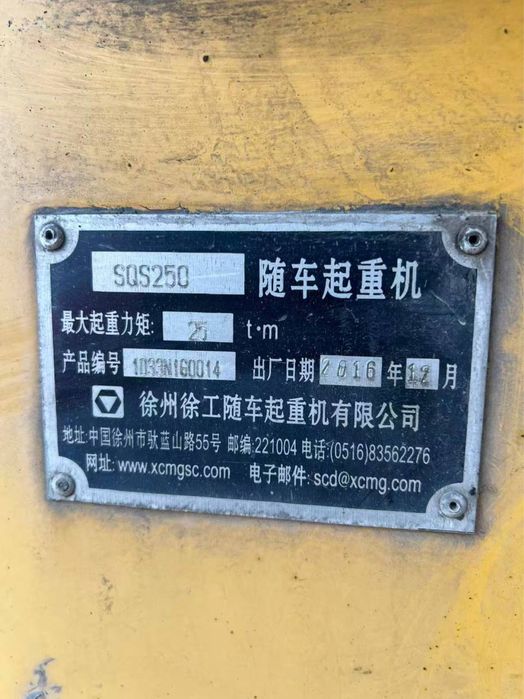 SQS250 随车起重机
最大起重力矩: 25 t·m
产品编号 1033N1G0014 出厂日期 2016 年 12 月
徐州徐工随车起重机有限公司
地址:中国徐州市驮蓝山路55号 邮编:221004 电话:(0516)83562276
网址: www.xcmgsc.com 电子邮件: scd@xcmg.com